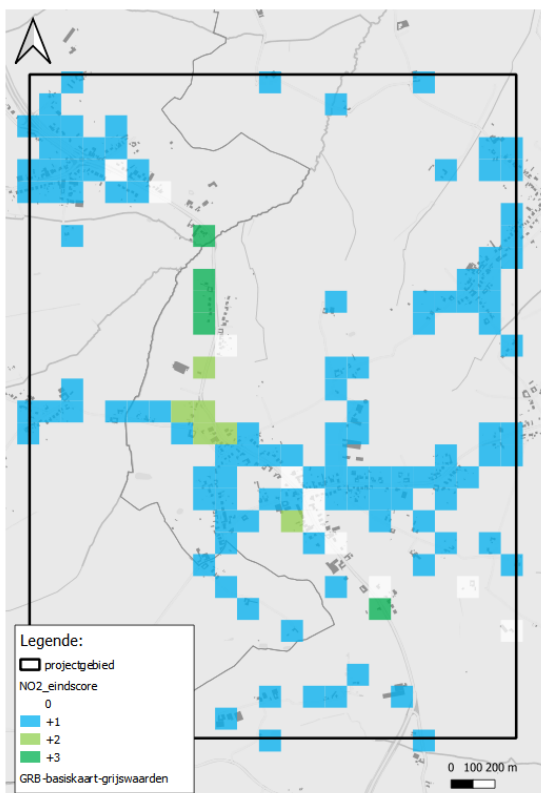 Legende:
projectgebied
NO2_eindscore
0
+1
+2
+3
GRB-basiskaart-grijswaarden
0 100 200 m